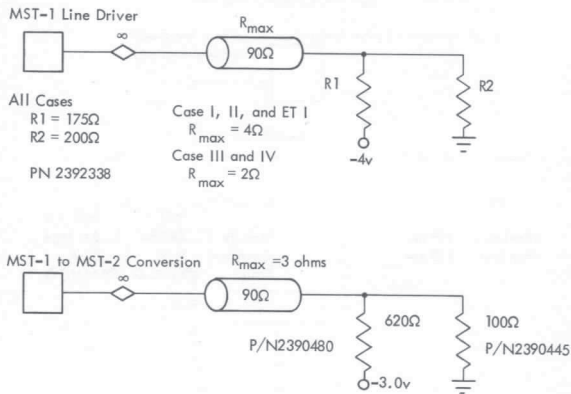 MST-1 Line Driver
R max
∞
90Ω
R1
R2
-4v
All Cases
R1 = 175Ω
R2 = 200Ω
PN 2392338
Case I, II, and ET I
R max = 4Ω
Case III and IV
R max = 2Ω
MST-1 to MST-2 Conversion
R max =3 ohms
∞
90Ω
620Ω
P/N2390480
100Ω
P/N2390445
-3.0v